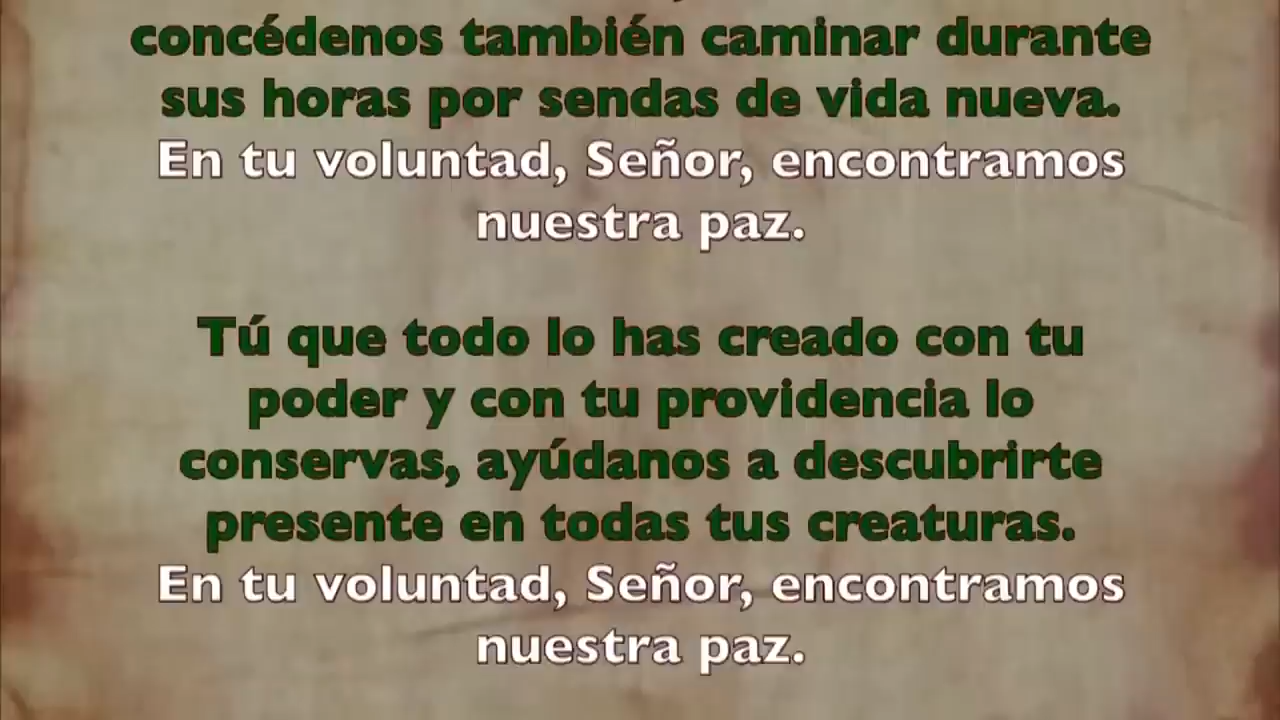 concédenos también caminar durante
sus horas por sendas de vida nueva.
En tu voluntad, Señor, encontramos
nuestra paz.
Tú que todo lo has creado con tu
poder y con tu providencia lo
conservas, ayúdanos a descubrirte
presente en todas tus creaturas.
En tu voluntad, Señor, encontramos
nuestra paz.